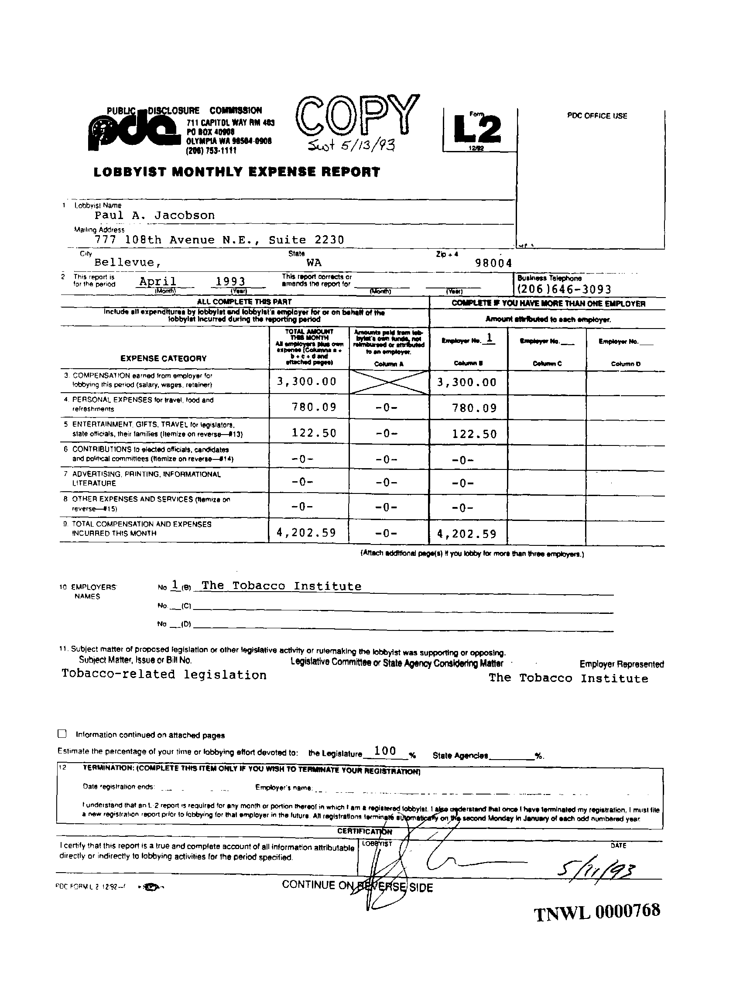 PUBLIC DISCLOSURE COMMISSION
pdc
711 CAPITOL WAY RM 403
PO BOX 40908
OLYMPIA WA 98504-0908
(206) 753-1111
COPY
5/13/93
Form
L2
12/92
PDC OFFICE USE
LOBBYIST MONTHLY EXPENSE REPORT
1 Lobbyist Name
Paul A. Jacobson
Mailing Address
777 108th Avenue N.E., Suite 2230
City State Zip + 4
Bellevue, WA 98004
2 This report is for the period April (Month) 1993 (Year)
This report corrects or amends the report for (Month) (Year)
Business Telephone
(206)646-3093
ALL COMPLETE THIS PART
Include all expenditures by lobbyist and lobbyist's employer for or on behalf of the lobbyist incurred during the reporting period
COMPLETE IF YOU HAVE MORE THAN ONE EMPLOYER
Amount attributed to each employer.
EXPENSE CATEGORY
TOTAL AMOUNT THIS MONTH All employers plus own expense (Columns a + b + c + d and attached pages)
Amounts paid from lobbyist's own funds, not reimbursed or attributed to an employer. Column A
Employer No. 1 Column B
Employer No. Column C
Employer No. Column D
3 COMPENSATION earned from employer for lobbying this period (salary, wages, retainer) 3,300.00 3,300.00
4 PERSONAL EXPENSES for travel, food and refreshments 780.09 -0- 780.09
5 ENTERTAINMENT, GIFTS, TRAVEL for legislators, state officials, their families (Itemize on reverse—#13) 122.50 -0- 122.50
6 CONTRIBUTIONS to elected officials, candidates and political committees (Itemize on reverse—#14) -0- -0- -0-
7 ADVERTISING, PRINTING, INFORMATIONAL LITERATURE -0- -0- -0-
8 OTHER EXPENSES AND SERVICES (Itemize on reverse—#15) -0- -0- -0-
9. TOTAL COMPENSATION AND EXPENSES INCURRED THIS MONTH 4,202.59 -0- 4,202.59
(Attach additional page(s) if you lobby for more than three employers.)
10 EMPLOYERS NAMES
No 1 (B) The Tobacco Institute
No (C)
No (D)
11. Subject matter of proposed legislation or other legislative activity or rulemaking the lobbyist was supporting or opposing.
Subject Matter, Issue or Bill No. Legislative Committee or State Agency Considering Matter Employer Represented
Tobacco-related legislation The Tobacco Institute
Information continued on attached pages
Estimate the percentage of your time or lobbying effort devoted to: the Legislature 100 % State Agencies %.
12 TERMINATION: (COMPLETE THIS ITEM ONLY IF YOU WISH TO TERMINATE YOUR REGISTRATION)
Date registration ends: Employer's name
I understand that an L 2 report is required for any month or portion thereof in which I am a registered lobbyist. I also understand that once I have terminated my registration, I must file
a new registration report prior to lobbying for that employer in the future. All registrations terminate automatically on the second Monday in January of each odd numbered year.
CERTIFICATION
I certify that this report is a true and complete account of all information attributable
directly or indirectly to lobbying activities for the period specified.
LOBBYIST DATE
5/11/93
PDC FORM L 2 12/92
CONTINUE ON REVERSE SIDE
TNWL 0000768